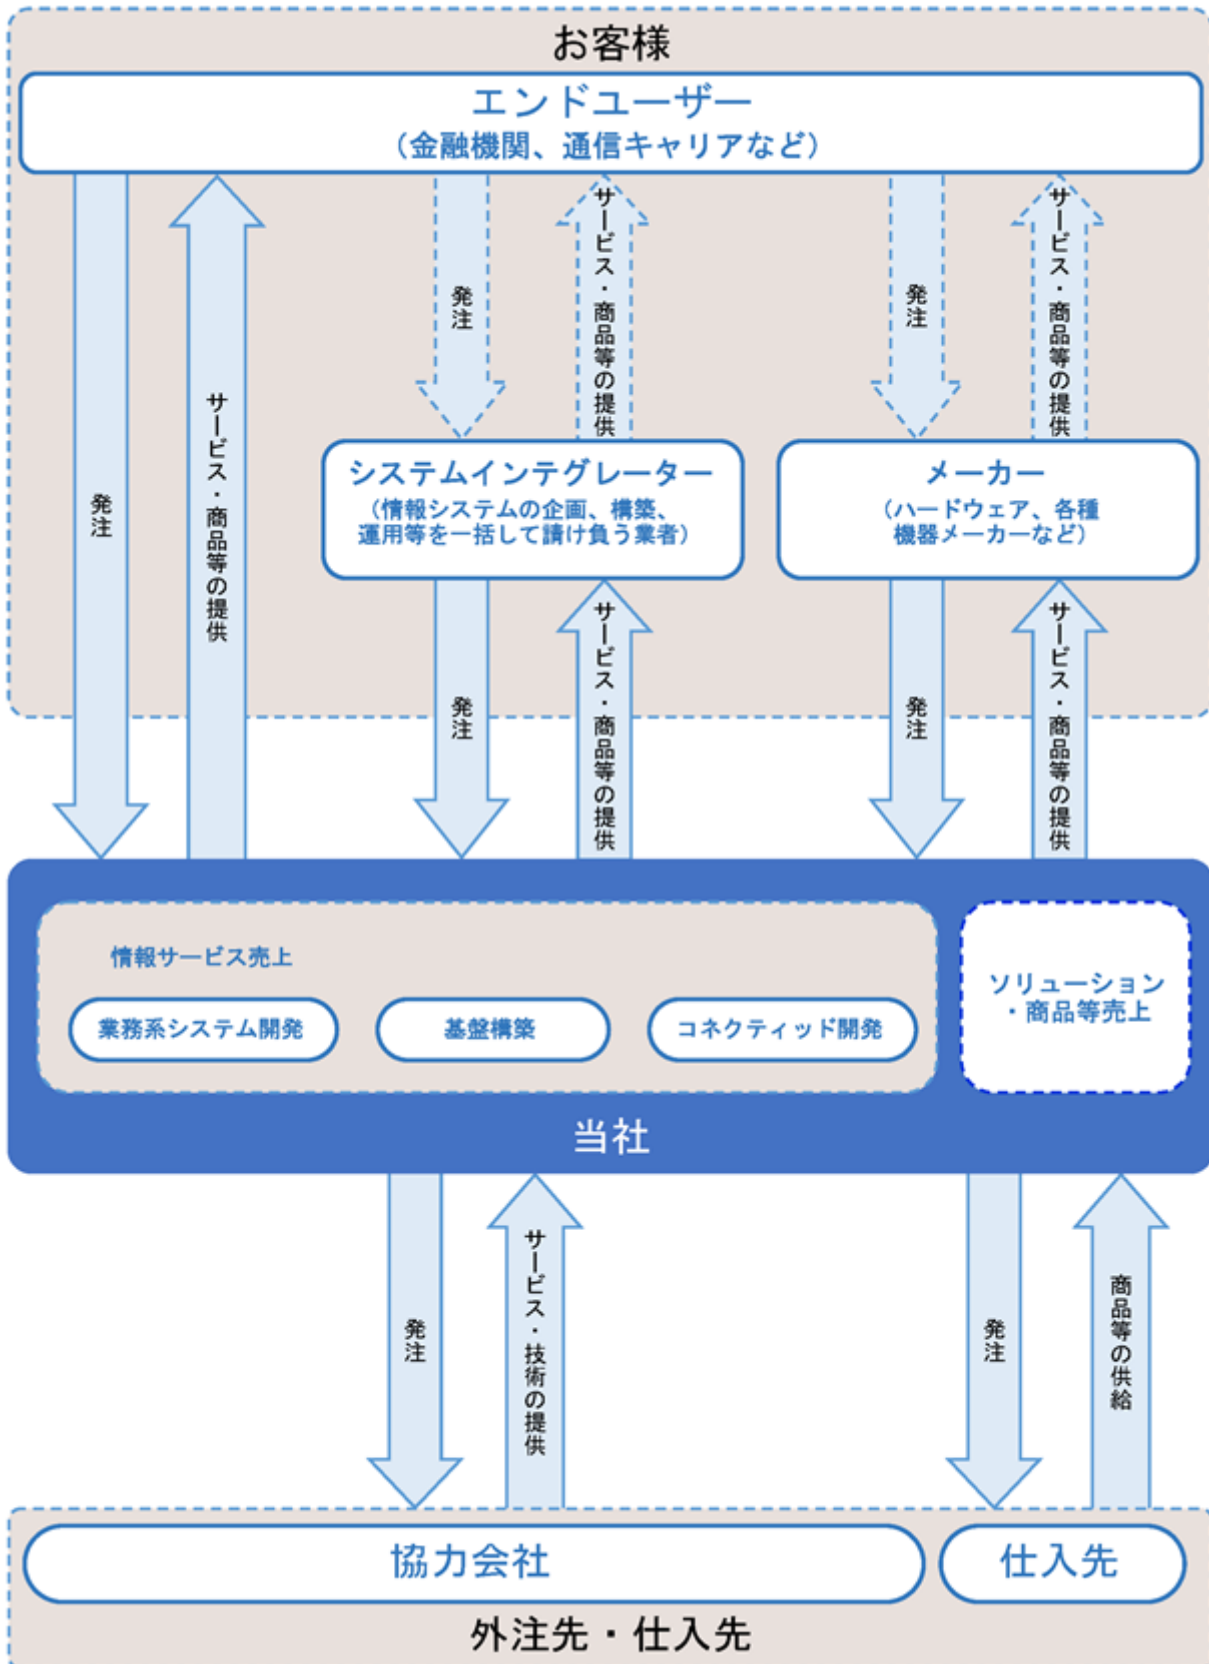 お客様
エンドユーザー
（金融機関、通信キャリアなど）
発注
サービス・商品等の提供
発注
サービス・商品等の提供
発注
サービス・商品等の提供
システムインテグレーター
（情報システムの企画、構築、
運用等を一括して請け負う業者）
メーカー
（ハードウェア、各種
機器メーカーなど）
発注
サービス・商品等の提供
発注
サービス・商品等の提供
情報サービス売上
業務系システム開発
基盤構築
コネクティッド開発
ソリューション
・商品等売上
当社
発注
サービス・技術の提供
発注
商品等の供給
協力会社
仕入先
外注先・仕入先